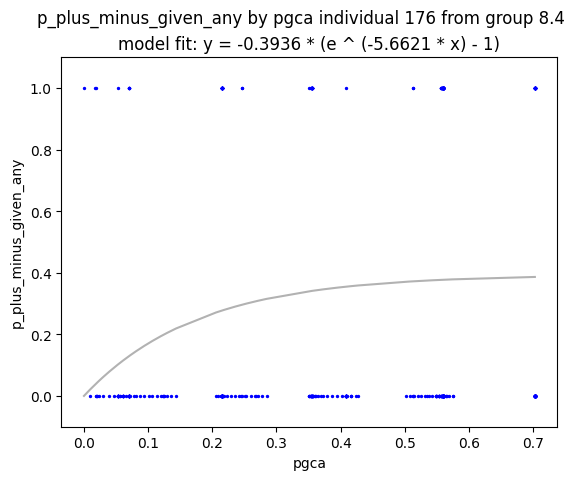 p_plus_minus_given_any by pgca individual 176 from group 8.4
model fit: y = -0.3936 * (e ^ (-5.6621 * x) - 1)
1.0
0.8
0.6
0.4
0.2
0.0
p_plus_minus_given_any
0.0 0.1 0.2 0.3 0.4 0.5 0.6 0.7
pgca